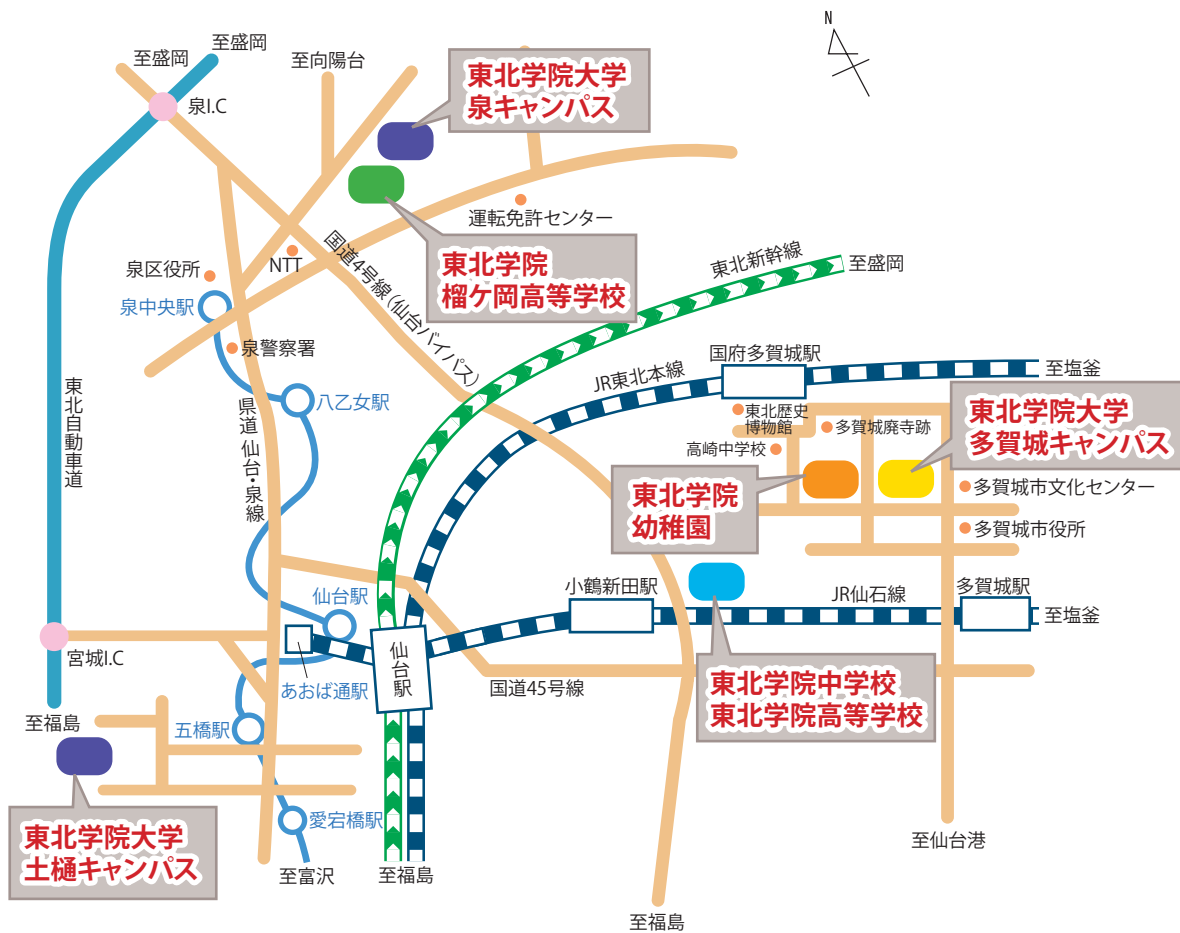 N
至盛岡
至盛岡
至向陽台
東北学院大学
泉キャンパス
泉I.C
運転免許センター
東北学院
榴ケ岡高等学校
国道4号線(仙台バイパス)
NTT
泉区役所
泉中央駅
泉警察署
東北新幹線
至盛岡
国府多賀城駅
JR東北本線
至塩釜
東北自動車道
八乙女駅
県道 仙台・泉線
東北歴史
博物館
多賀城廃寺跡
高崎中学校
東北学院大学
多賀城キャンパス
東北学院
幼稚園
多賀城市文化センター
多賀城市役所
仙台駅
小鶴新田駅
JR仙石線
多賀城駅
至塩釜
宮城I.C
あおば通駅
仙台駅
国道45号線
東北学院中学校
東北学院高等学校
至福島
五橋駅
東北学院大学
土樋キャンパス
愛宕橋駅
至富沢
至福島
至仙台港
至福島